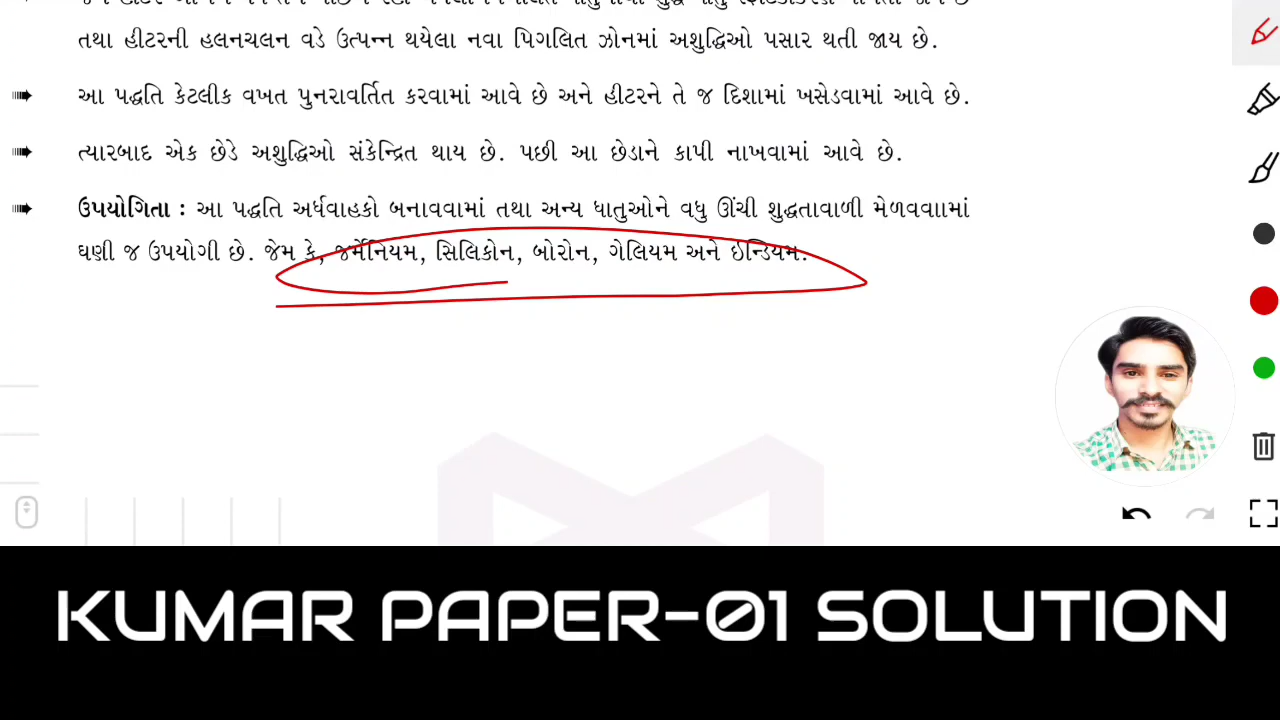 તથા હીટરની હલનચલન વડે ઉત્પન્ન થયેલા નવા પિગલિત ઝોનમાં અશુદ્ધિઓ પસાર થતી જાય છે.
આ પદ્ધતિ કેટલીક વખત પુનરાવર્તિત કરવામાં આવે છે અને હીટરને તે જ દિશામાં ખસેડવામાં આવે છે.
ત્યારબાદ એક છેડે અશુદ્ધિઓ સંકેન્દ્રિત થાય છે. પછી આ છેડાને કાપી નાખવામાં આવે છે.
ઉપયોગિતા : આ પદ્ધતિ અર્ધવાહકો બનાવવામાં તથા અન્ય ધાતુઓને વધુ ઊંચી શુદ્ધતાવાળી મેળવવાામાં
ઘણી જ ઉપયોગી છે. જેમ કે, જર્મેનિયમ, સિલિકોન, બોરોન, ગેલિયમ અને ઇન્ડિયમ.
KUMAR PAPER-01 SOLUTION